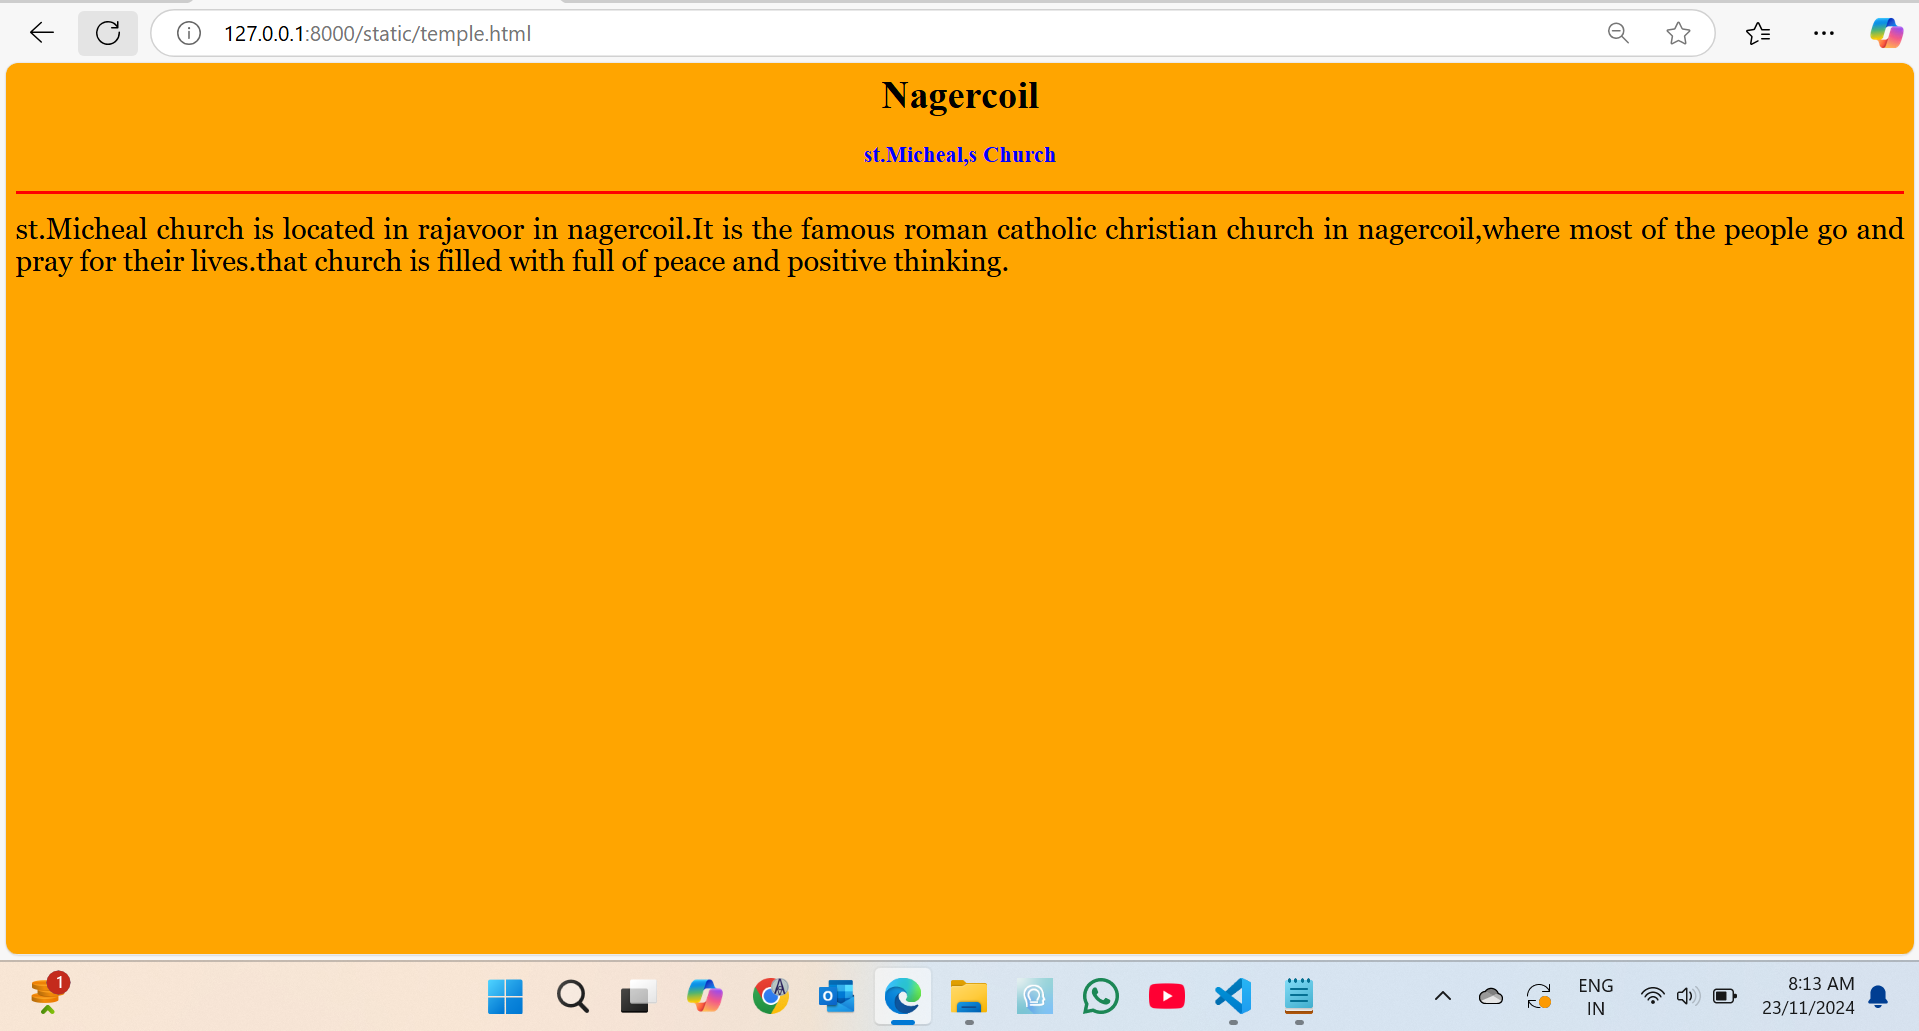 127.0.0.1:8000/static/temple.html
Nagercoil
st.Micheal,s Church
st.Micheal church is located in rajavoor in nagercoil.It is the famous roman catholic christian church in nagercoil,where most of the people go and
pray for their lives.that church is filled with full of peace and positive thinking.
1
ENG
IN
8:13 AM
23/11/2024